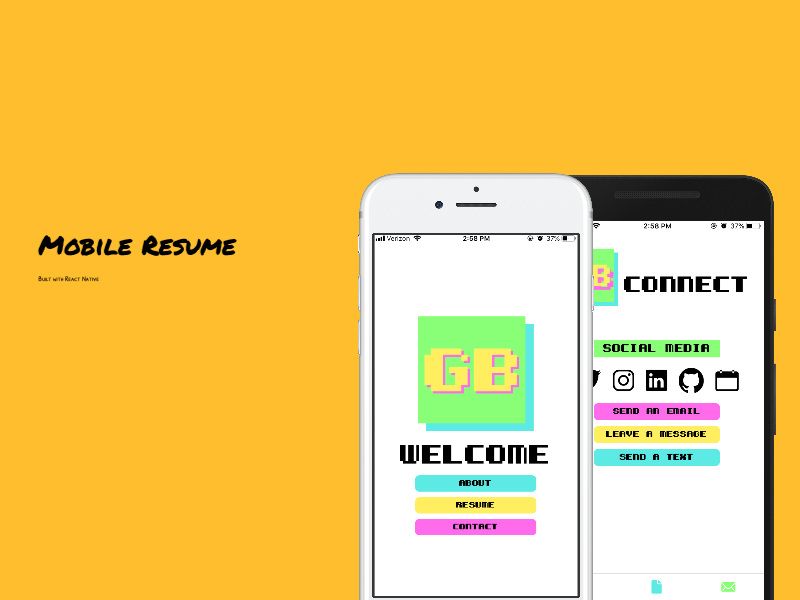 Mobile Resume
Built with React Native
Verizon 2:58 PM 37%
GB
WELCOME
ABOUT
RESUME
CONTACT
2:58 PM 37%
B CONNECT
SOCIAL MEDIA
in
SEND AN EMAIL
LEAVE A MESSAGE
SEND A TEXT